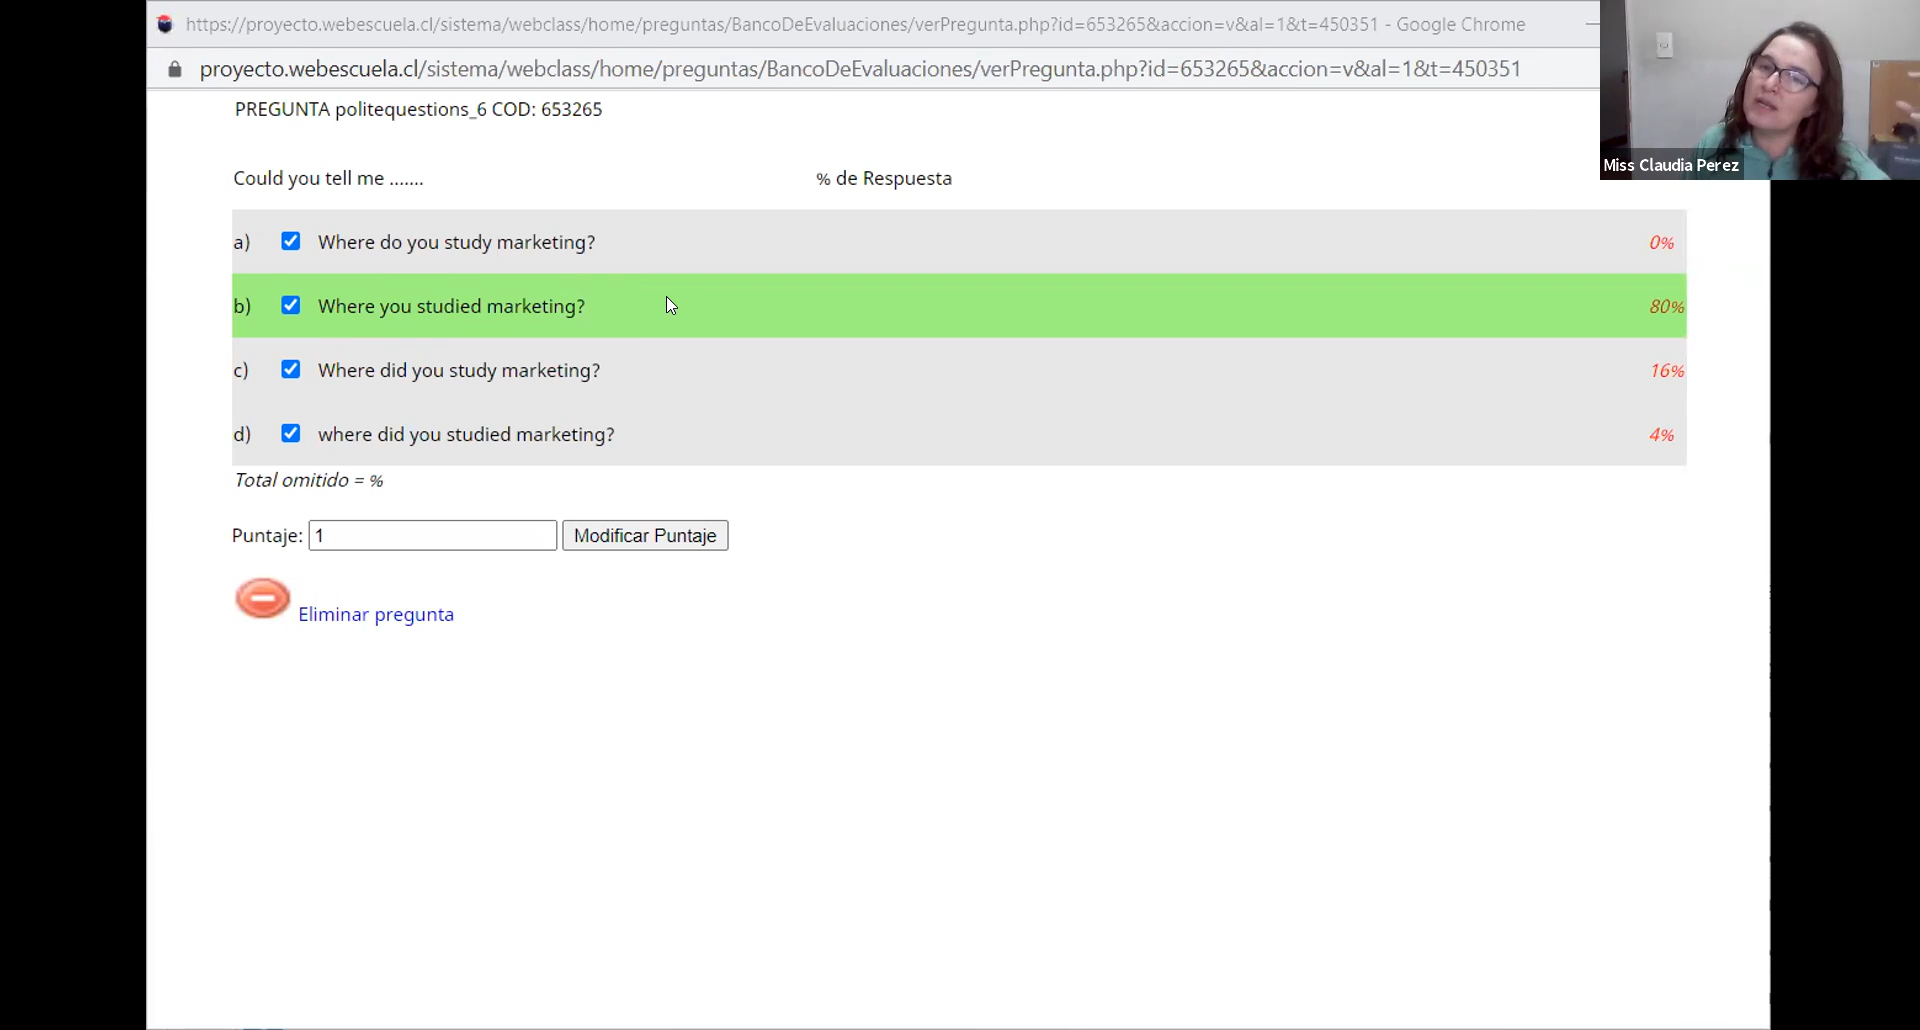 https://proyecto.webescuela.cl/sistema/webclass/home/preguntas/BancoDeEvaluaciones/verPregunta.php?id=653265&accion=v&al=1&t=450351 - Google Chrome
proyecto.webescuela.cl/sistema/webclass/home/preguntas/BancoDeEvaluaciones/verPregunta.php?id=653265&accion=v&al=1&t=450351
PREGUNTA politequestions_6 COD: 653265
Miss Claudia Perez
Could you tell me ....... % de Respuesta
a) Where do you study marketing? 0%
b) Where you studied marketing? 80%
c) Where did you study marketing? 16%
d) where did you studied marketing? 4%
Total omitido = %
Puntaje: 1 Modificar Puntaje
Eliminar pregunta